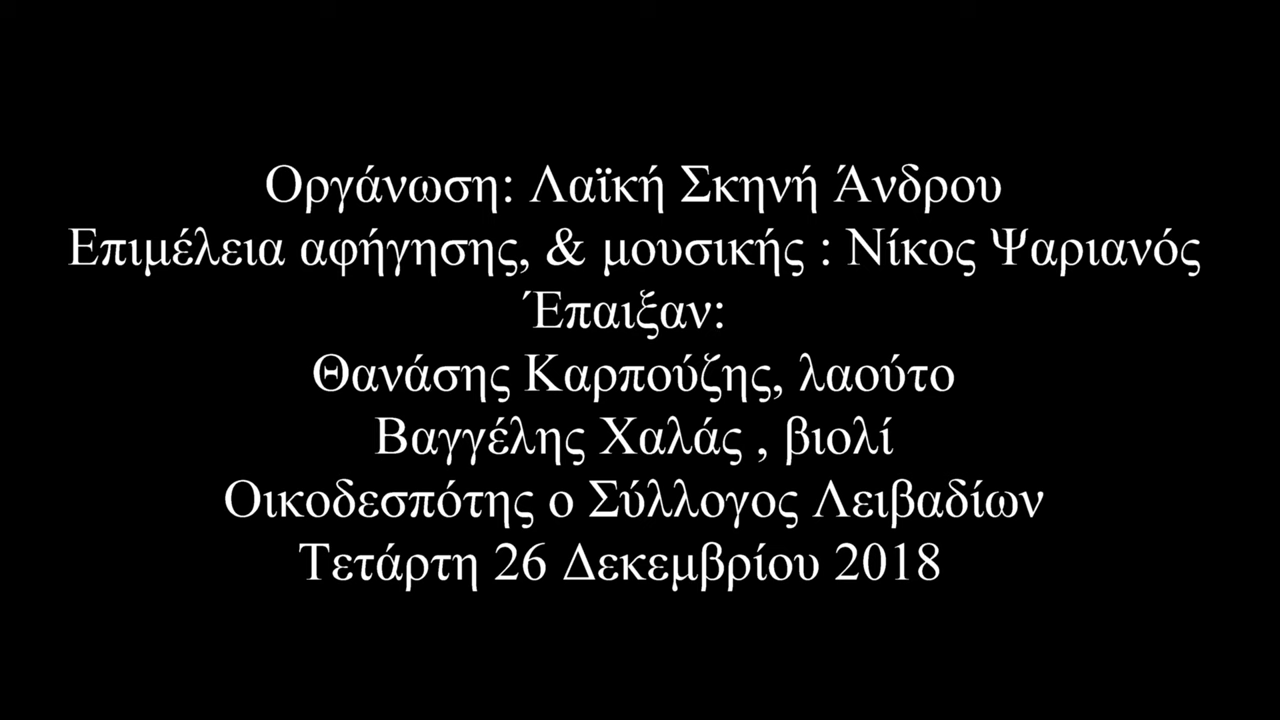 Οργάνωση: Λαϊκή Σκηνή Άνδρου
Επιμέλεια αφήγησης, & μουσικής : Νίκος Ψαριανός
Έπαιξαν:
Θανάσης Καρπούζης, λαούτο
Βαγγέλης Χαλάς , βιολί
Οικοδεσπότης ο Σύλλογος Λειβαδίων
Τετάρτη 26 Δεκεμβρίου 2018